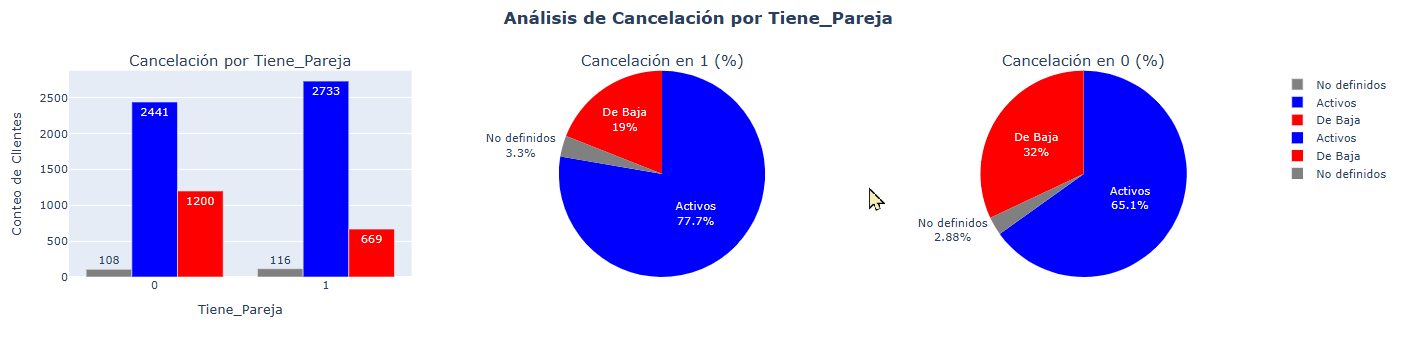 Análisis de Cancelación por Tiene_Pareja
Cancelación por Tiene_Pareja
Conteo de Clientes
2500
2000
1500
1000
500
0
108
2441
1200
116
2733
669
0
1
Tiene_Pareja
Cancelación en 1 (%)
De Baja
19%
No definidos
3.3%
Activos
77.7%
Cancelación en 0 (%)
De Baja
32%
No definidos
2.88%
Activos
65.1%
No definidos
Activos
De Baja
Activos
De Baja
No definidos